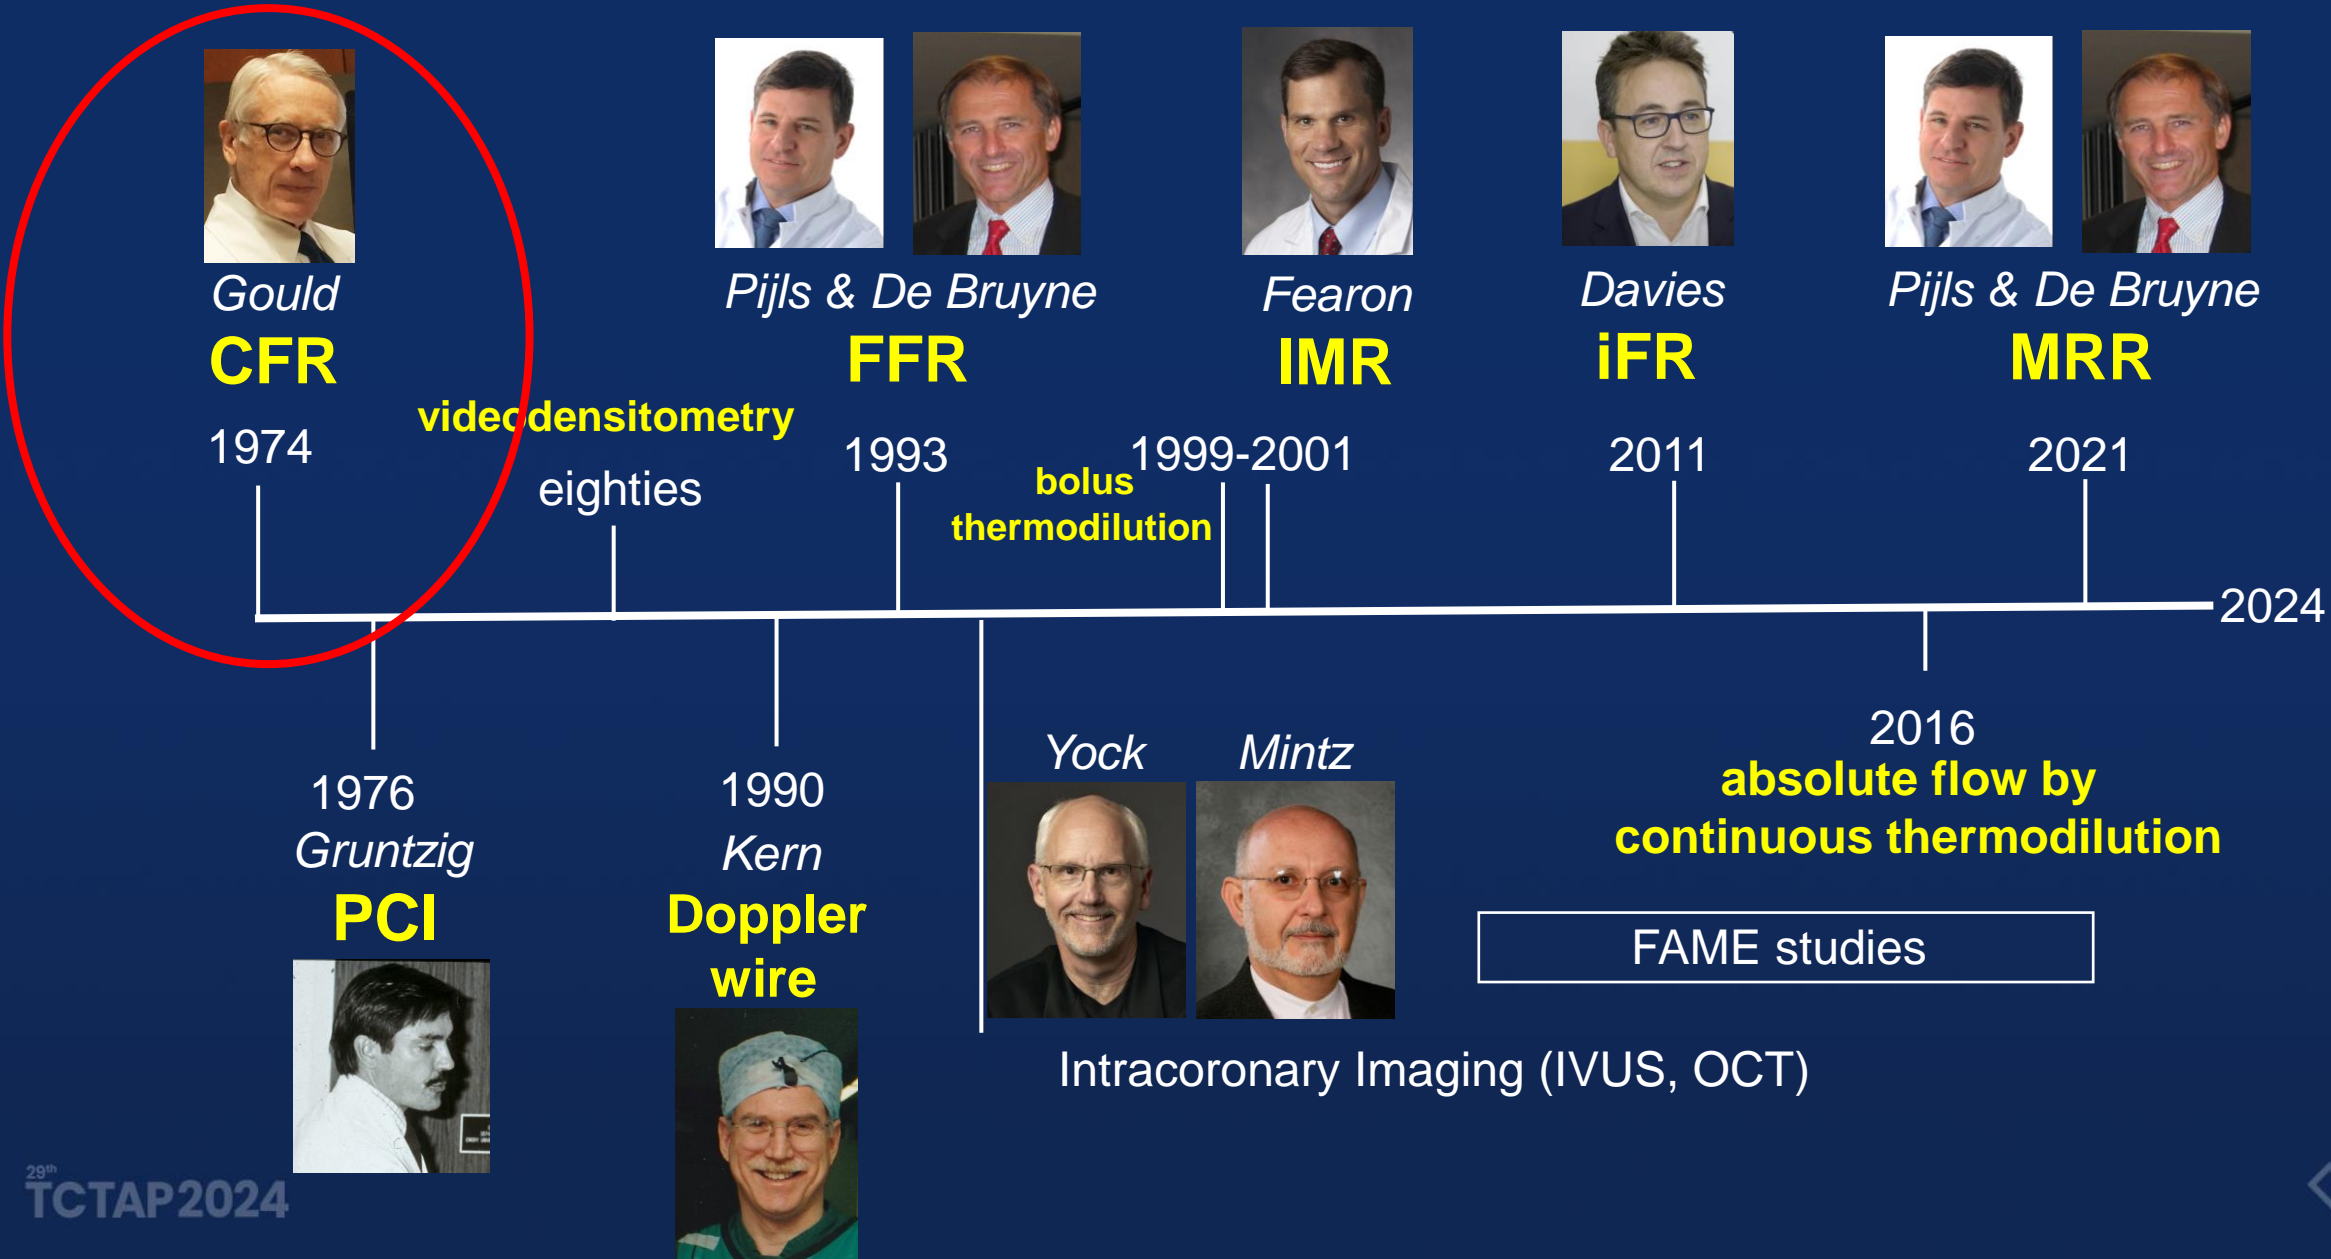 Gould
CFR
1974
videodensitometry
eighties
Pijls & De Bruyne
FFR
1993
bolus
thermodilution
1999-2001
Fearon
IMR
Davies
iFR
2011
Pijls & De Bruyne
MRR
2021
2024
1976
Gruntzig
PCI
1990
Kern
Doppler
wire
Yock
Mintz
Intracoronary Imaging (IVUS, OCT)
2016
absolute flow by
continuous thermodilution
FAME studies
29th
TCTAP2024